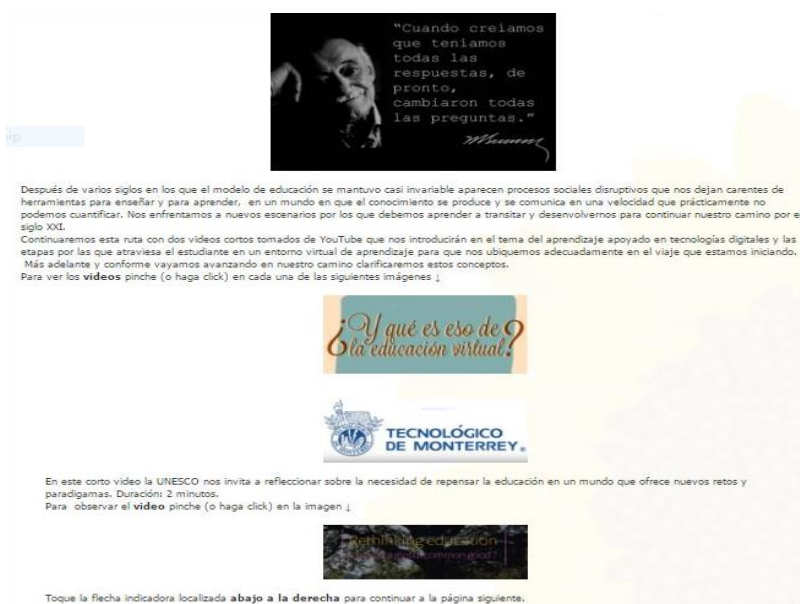 “Cuando creíamos
que teníamos
todas las
respuestas, de
pronto,
cambiaron todas
las preguntas.”
Después de varios siglos en los que el modelo de educación se mantuvo casi invariable aparecen procesos sociales disruptivos que nos dejan carentes de
herramientas para enseñar y para aprender, en un mundo en que el conocimiento se produce y se comunica en una velocidad que prácticamente no
podemos cuantificar. Nos enfrentamos a nuevos escenarios por los que debemos aprender a transitar y desenvolvernos para continuar nuestro camino por e
siglo XXI.
Continuaremos esta ruta con dos videos cortos tomados de YouTube que nos introducirán en el tema del aprendizaje apoyado en tecnologías digitales y las
etapas por las que atraviesa el estudiante en un entorno virtual de aprendizaje para que nos ubiquemos adecuadamente en el viaje que estamos iniciando.
Más adelante y conforme vayamos avanzando en nuestro camino clarificaremos estos conceptos.
Para ver los videos pinche (o haga click) en cada una de las siguientes imágenes ↓
¿Y qué es eso de
la educación virtual?
TECNOLÓGICO
DE MONTERREY®
En este corto video la UNESCO nos invita a refleccionar sobre la necesidad de repensar la educación en un mundo que ofrece nuevos retos y
paradigamas. Duración: 2 minutos.
Para observar el video pinche (o haga click) en la imagen ↓
Rethinking education
common good?
Toque la flecha indicadora localizada abajo a la derecha para continuar a la página siguiente.